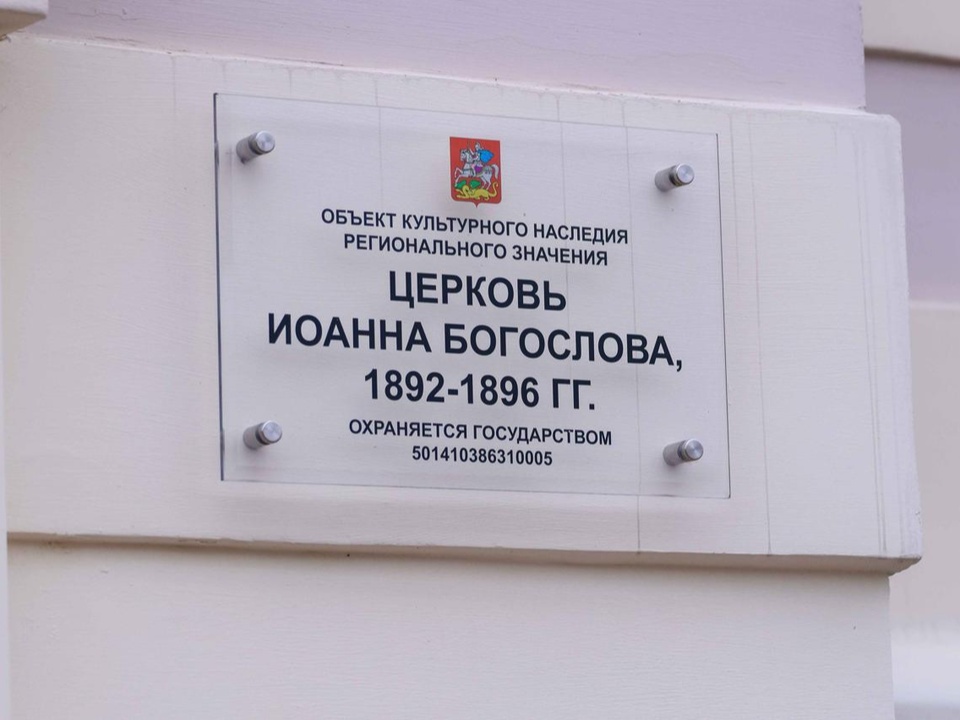 ОБЪЕКТ КУЛЬТУРНОГО НАСЛЕДИЯ
РЕГИОНАЛЬНОГО ЗНАЧЕНИЯ
ЦЕРКОВЬ
ИОАННА БОГОСЛОВА,
1892-1896 ГГ.
ОХРАНЯЕТСЯ ГОСУДАРСТВОМ
501410386310005